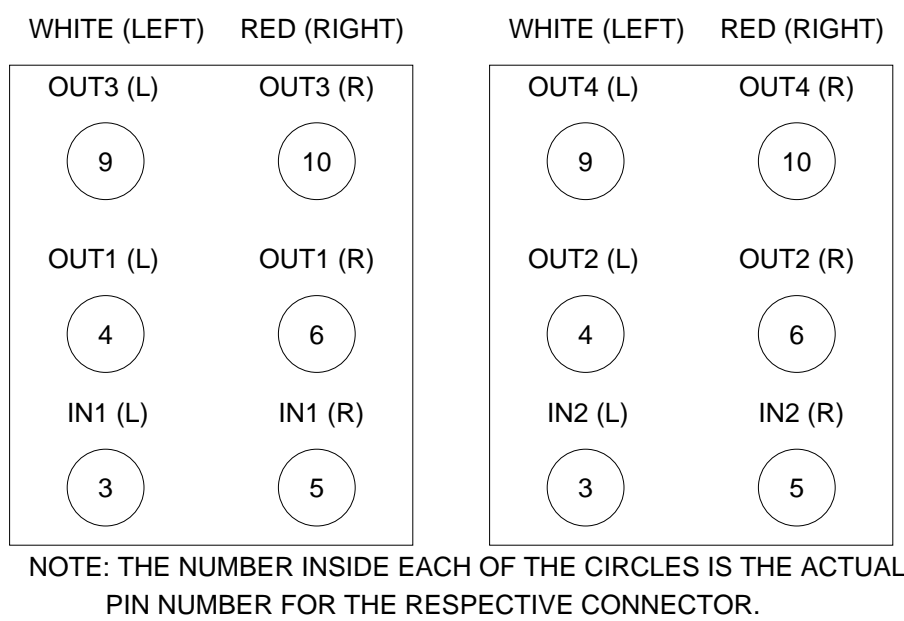 WHITE (LEFT) RED (RIGHT) WHITE (LEFT) RED (RIGHT)
OUT3 (L) OUT3 (R) OUT4 (L) OUT4 (R)
9 10 9 10
OUT1 (L) OUT1 (R) OUT2 (L) OUT2 (R)
4 6 4 6
IN1 (L) IN1 (R) IN2 (L) IN2 (R)
3 5 3 5
NOTE: THE NUMBER INSIDE EACH OF THE CIRCLES IS THE ACTUAL
PIN NUMBER FOR THE RESPECTIVE CONNECTOR.